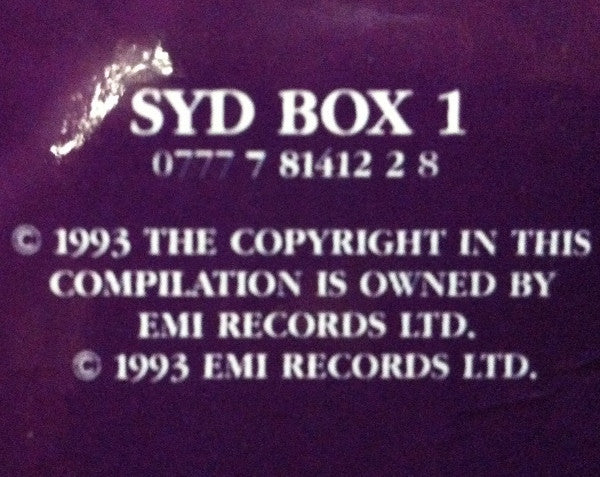 SYD BOX 1
0777 7 81412 2 8
© 1993 THE COPYRIGHT IN THIS
COMPILATION IS OWNED BY
EMI RECORDS LTD.
© 1993 EMI RECORDS LTD.